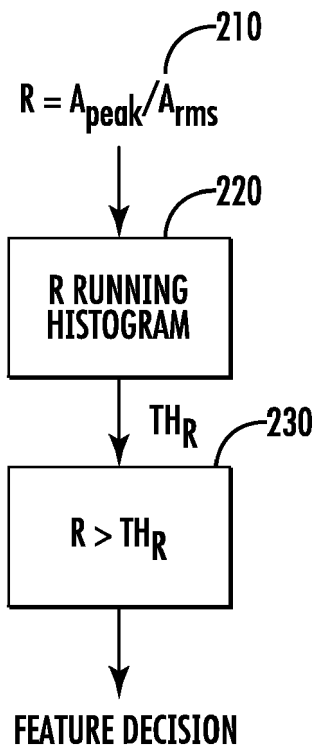 210
R = Apeak/Arms
220
R RUNNING
HISTOGRAM
THR
230
R > THR
FEATURE DECISION